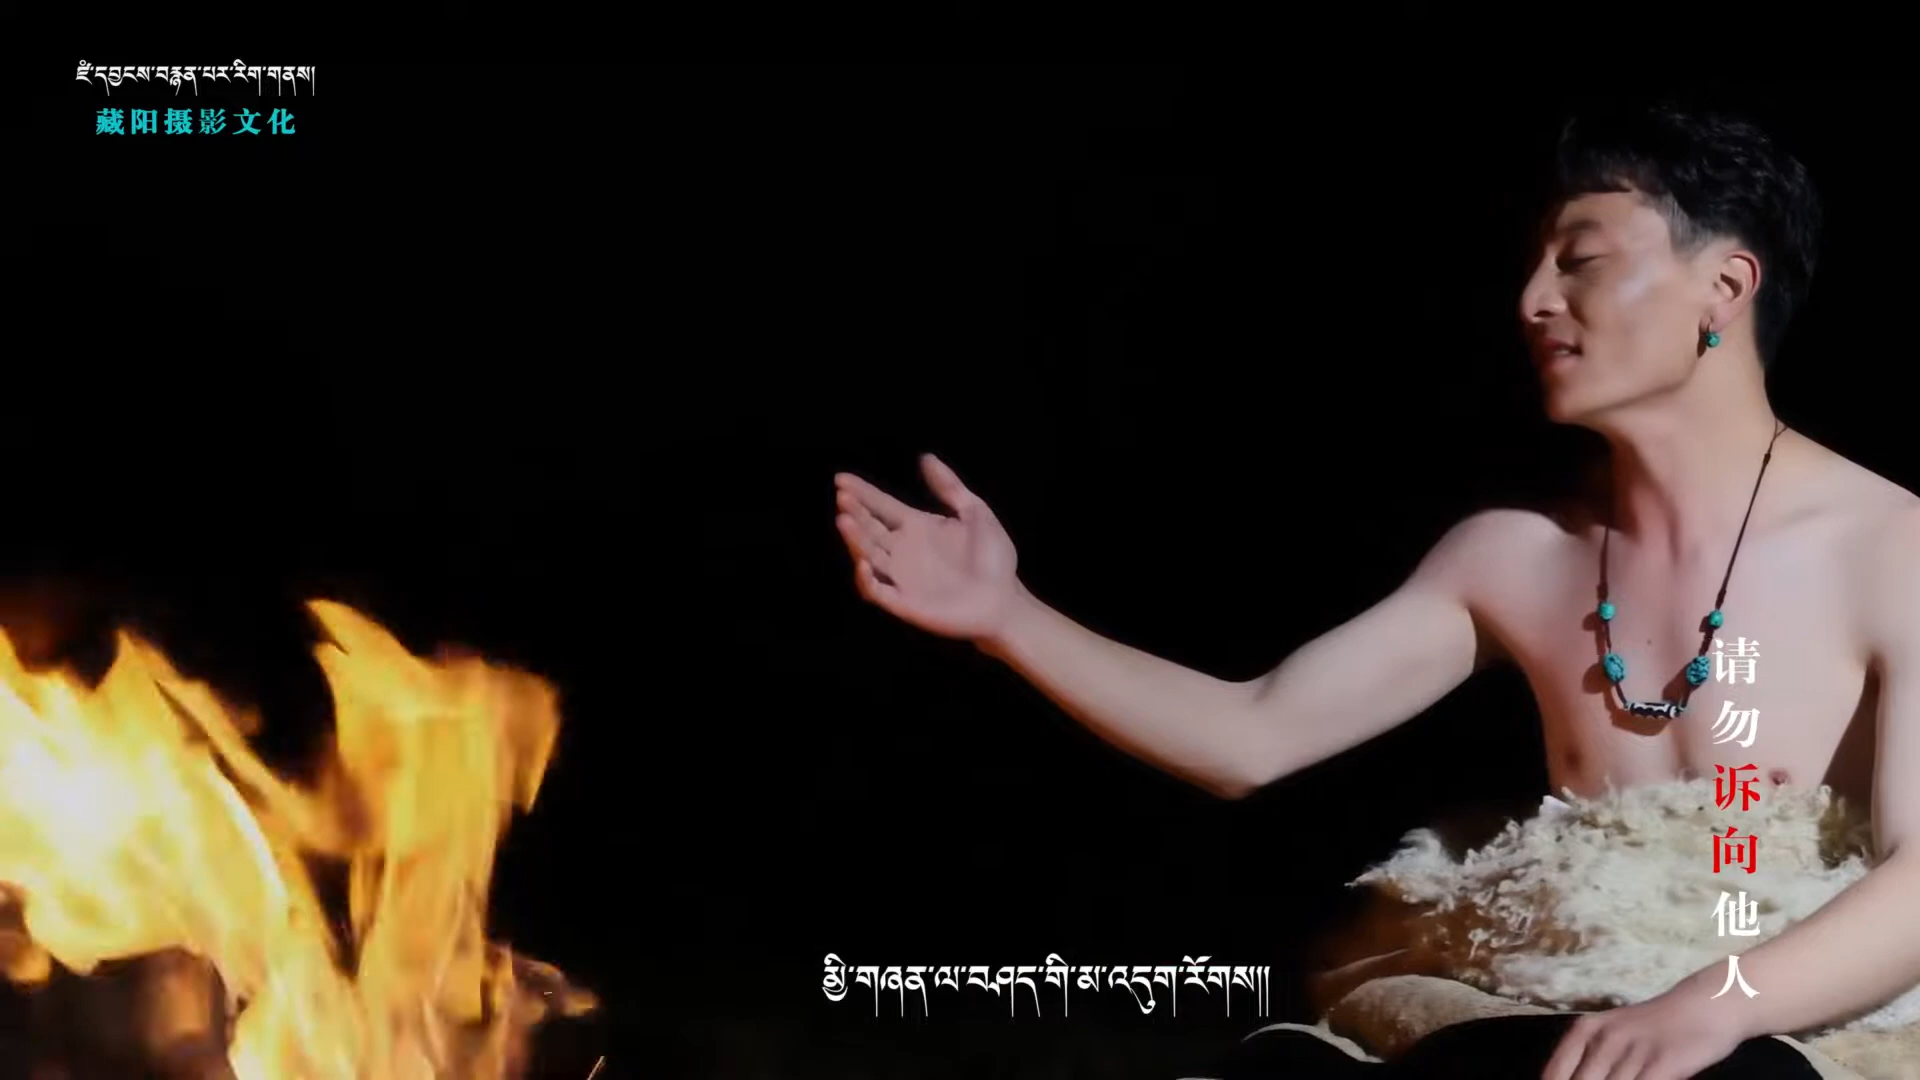 ཛཾ་དབྱངས་བརྙན་པར་རིག་གནས།
藏阳摄影文化
མྱི་གཞན་ལ་བཤད་གི་མ་འདུག་རོགས།།
请勿诉向他人